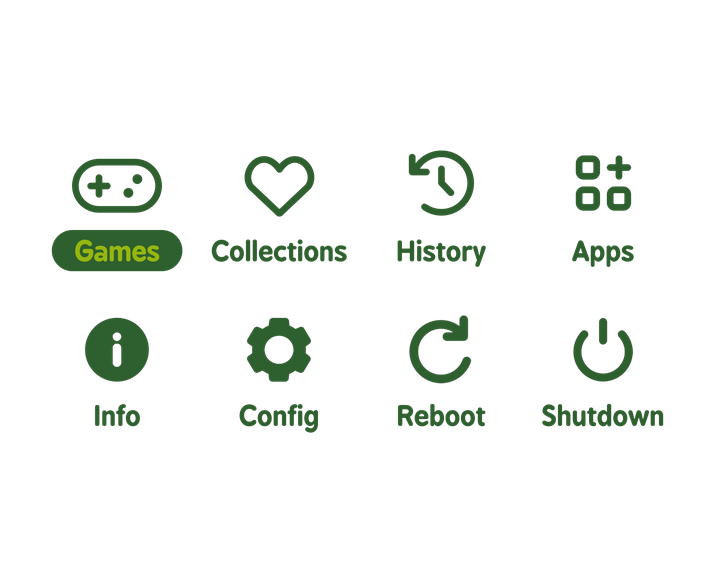 Games
Collections
History
Apps
Info
Config
Reboot
Shutdown